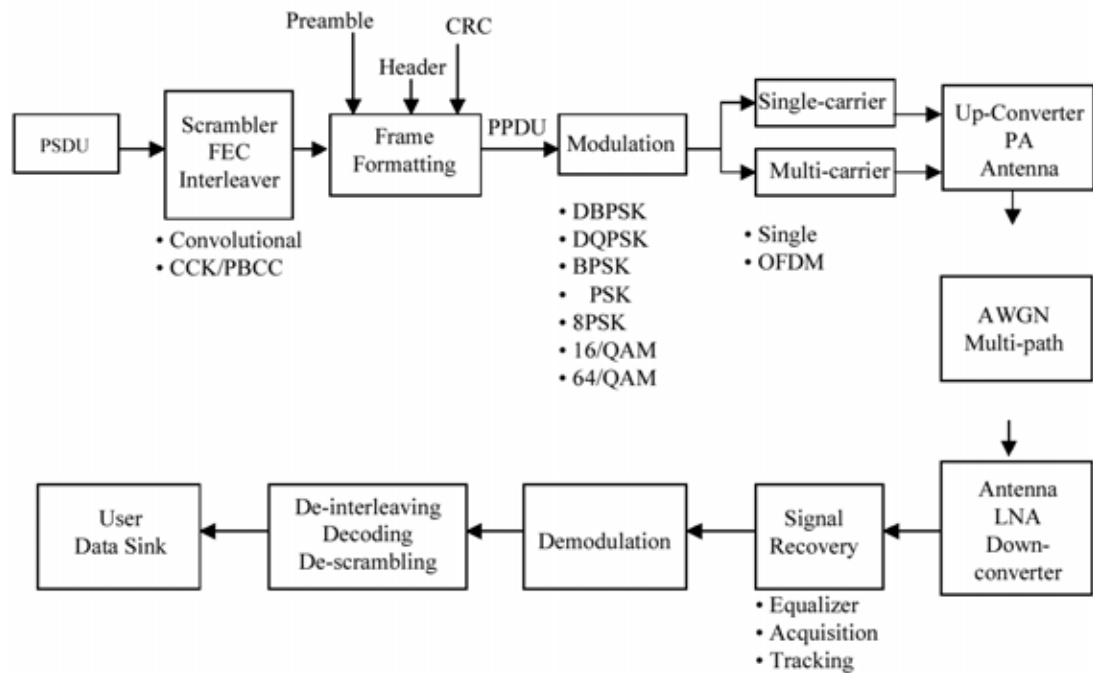 Preamble
CRC
Header
PSDU
Scrambler
FEC
Interleaver
Frame
Formatting
PPDU
Modulation
Single-carrier
Multi-carrier
Up-Converter
PA
Antenna
• Convolutional
• CCK/PBCC
• DBPSK
• DQPSK
• BPSK
• PSK
• 8PSK
• 16/QAM
• 64/QAM
• Single
• OFDM
AWGN
Multi-path
Antenna
LNA
Down-
converter
Signal
Recovery
• Equalizer
• Acquisition
• Tracking
Demodulation
De-interleaving
Decoding
De-scrambling
User
Data Sink